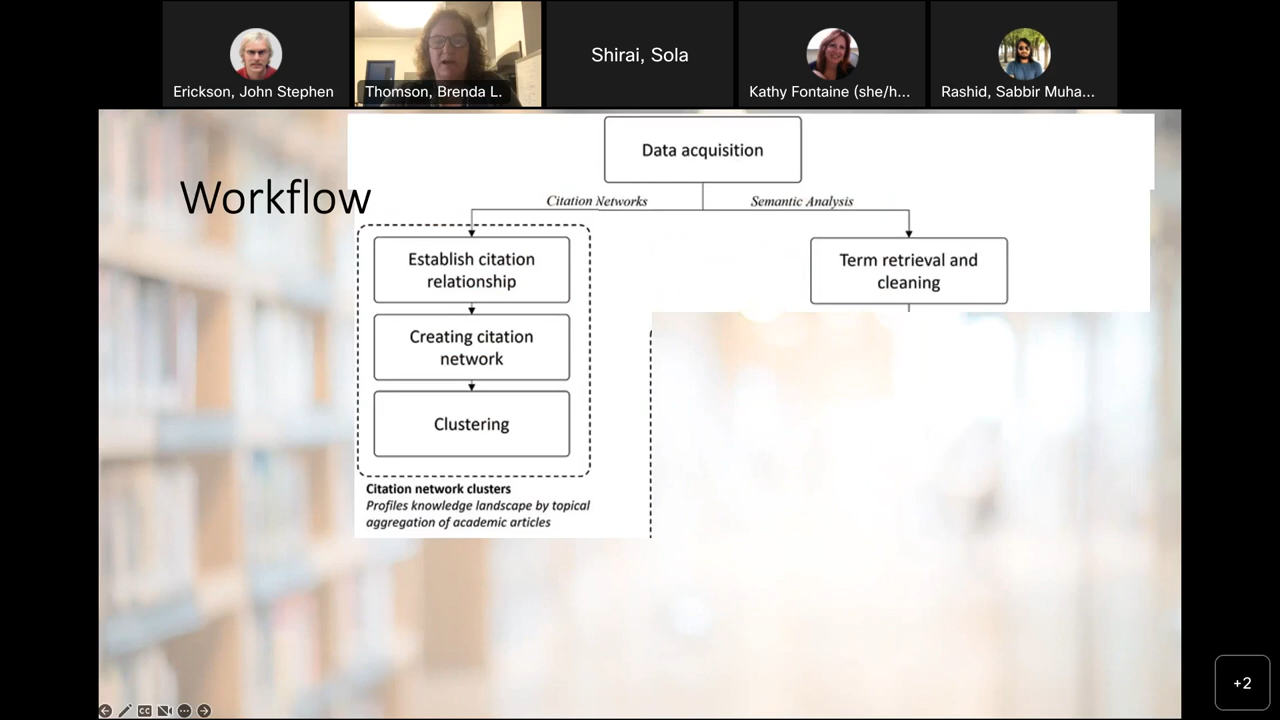 Erickson, John Stephen
Thomson, Brenda L.
Shirai, Sola
Kathy Fontaine (she/h...
Rashid, Sabbir Muha...
Workflow
Data acquisition
Citation Networks
Semantic Analysis
Establish citation
relationship
Term retrieval and
cleaning
Creating citation
network
Clustering
Citation network clusters
Profiles knowledge landscape by topical
aggregation of academic articles
CC
+2